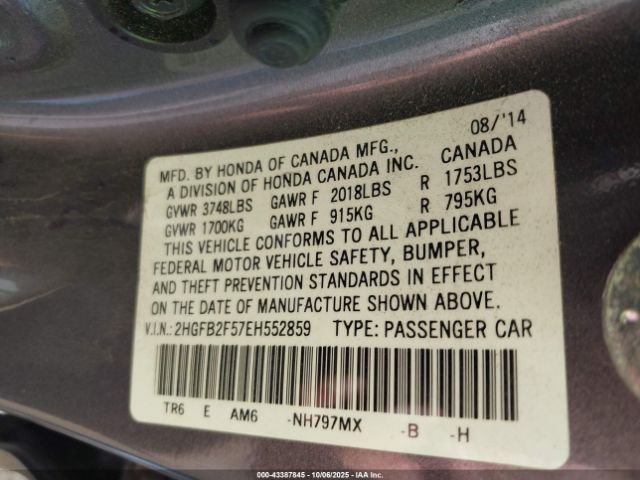 08/'14
MFD. BY HONDA OF CANADA MFG., CANADA
A DIVISION OF HONDA CANADA INC.
GVWR 3748LBS GAWR F 2018LBS R 1753LBS
GVWR 1700KG GAWR F 915KG R 795KG
THIS VEHICLE CONFORMS TO ALL APPLICABLE
FEDERAL MOTOR VEHICLE SAFETY, BUMPER,
AND THEFT PREVENTION STANDARDS IN EFFECT
ON THE DATE OF MANUFACTURE SHOWN ABOVE.
V.I.N.: 2HGFB2F57EH552859 TYPE: PASSENGER CAR
TR6 E AM6 -NH797MX -B -H
000-43387845 | 10/06/2025 | IAA